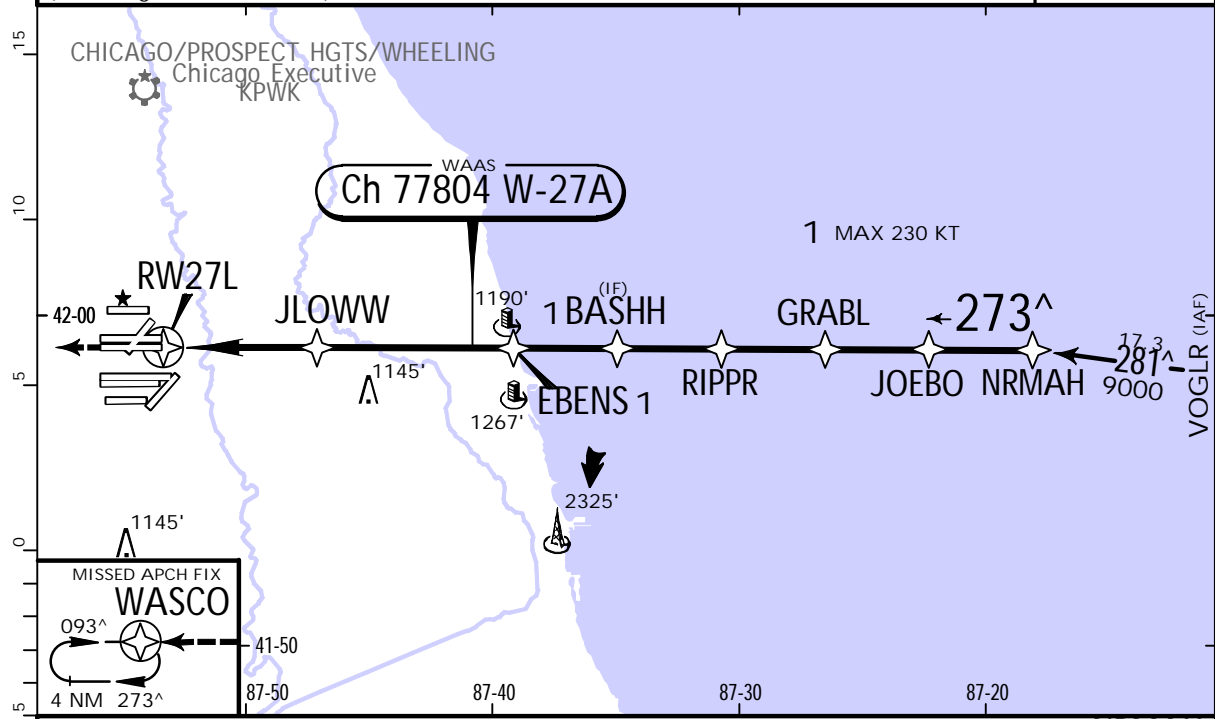 15
CHICAGO/PROSPECT HGTS/WHEELING
Chicago Executive
KPWK
WAAS
Ch 77804 W-27A
10
1 MAX 230 KT
RW27L
JLOWW
1190'
(IF)
1 BASHH
GRABL
273^
42-00
VOGLR (IAF)
17.3
281^
9000
5
1145'
1267'
EBENS 1
RIPPR
JOEBO
NRMAH
2325'
1145'
0
MISSED APCH FIX
WASCO
093^
4 NM
273^
41-50
5
87-50
87-40
87-30
87-20